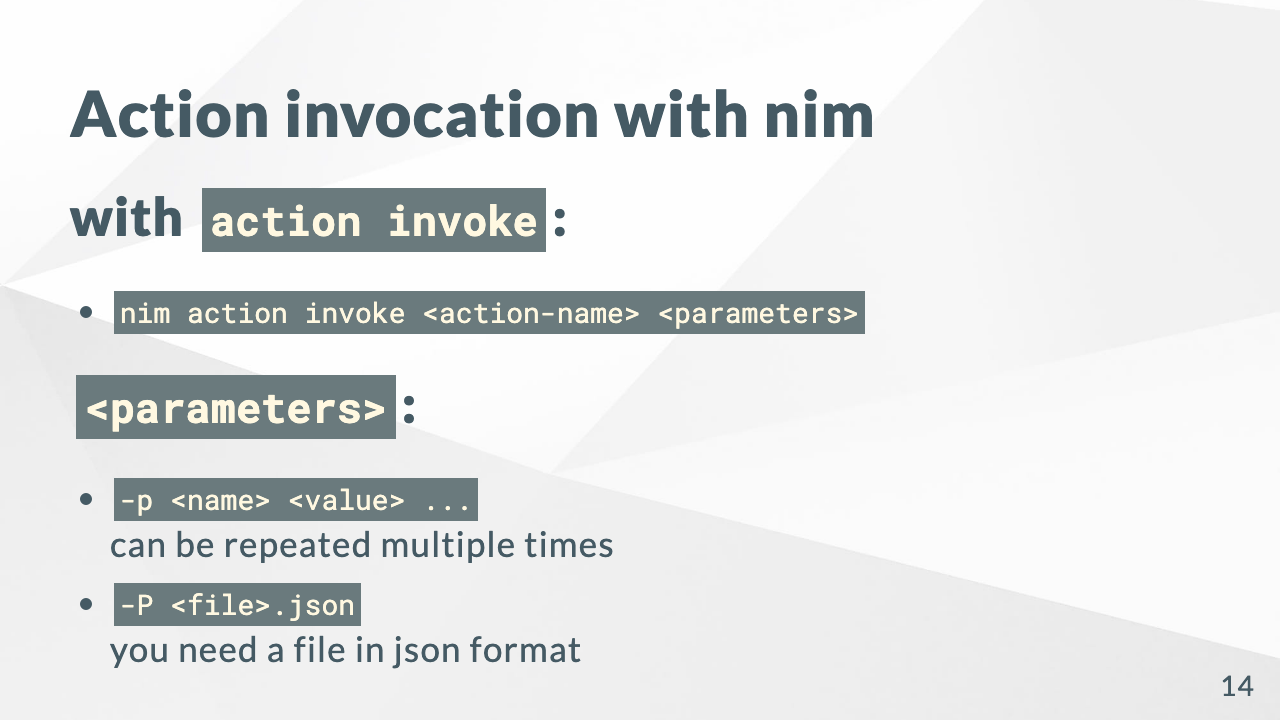 Action invocation with nim
with action invoke:
• nim action invoke <action-name> <parameters>
<parameters>:
• -p <name> <value> ...
can be repeated multiple times
• -P <file>.json
you need a file in json format
14